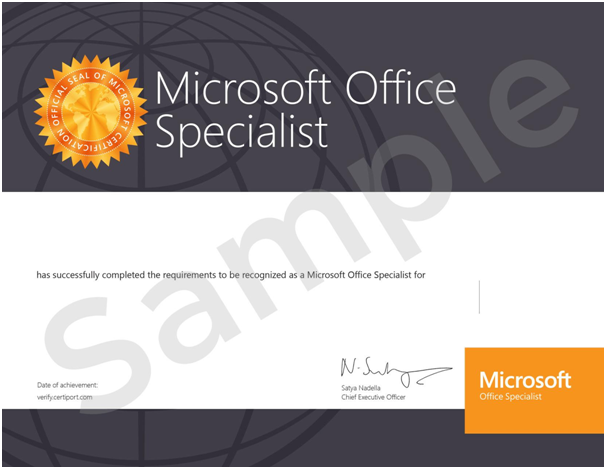 OFFICIAL SEAL OF MICROSOFT CERTIFICATION
Microsoft Office
Specialist
Sample
has successfully completed the requirements to be recognized as a Microsoft Office Specialist for
Date of achievement:
verify.certiport.com
N. Satya
Satya Nadella
Chief Executive Officer
Microsoft
Office Specialist